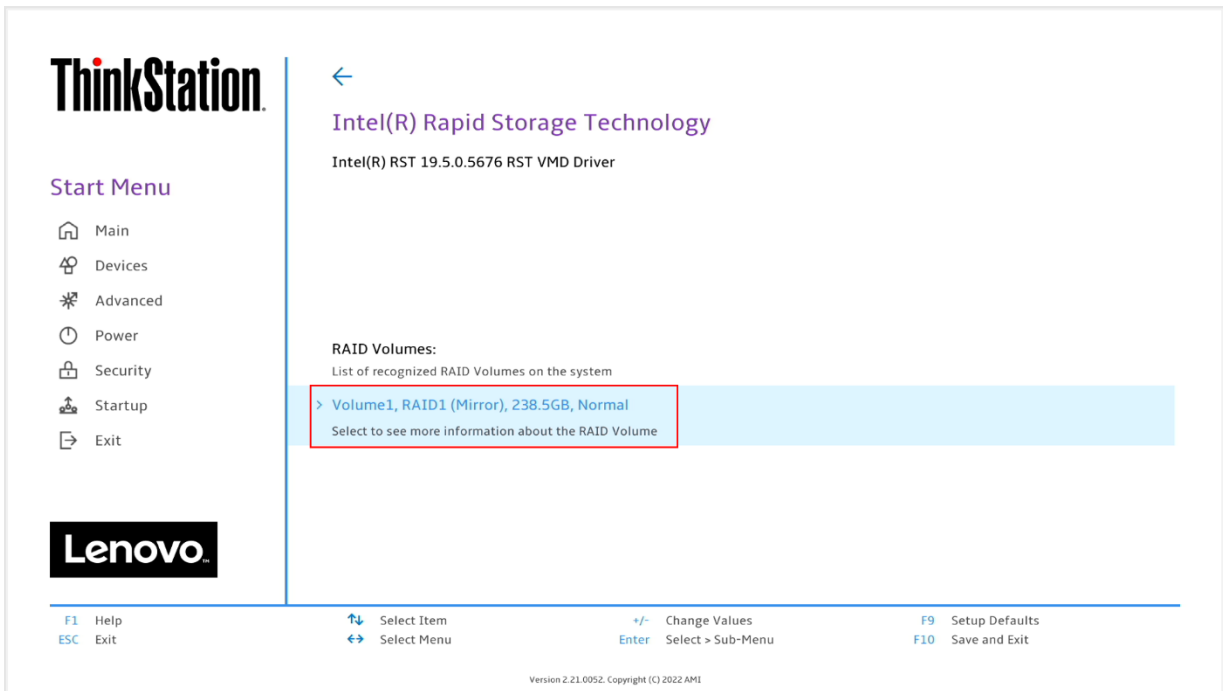 ThinkStation.
Start Menu
Main
Devices
Advanced
Power
Security
Startup
Exit
Lenovo™
Intel(R) Rapid Storage Technology
Intel(R) RST 19.5.0.5676 RST VMD Driver
RAID Volumes:
List of recognized RAID Volumes on the system
> Volume1, RAID1 (Mirror), 238.5GB, Normal
Select to see more information about the RAID Volume
F1 Help
ESC Exit
↑↓ Select Item
↔ Select Menu
+/- Change Values
Enter Select > Sub-Menu
F9 Setup Defaults
F10 Save and Exit
Version 2.21.0052. Copyright (C) 2022 AMI